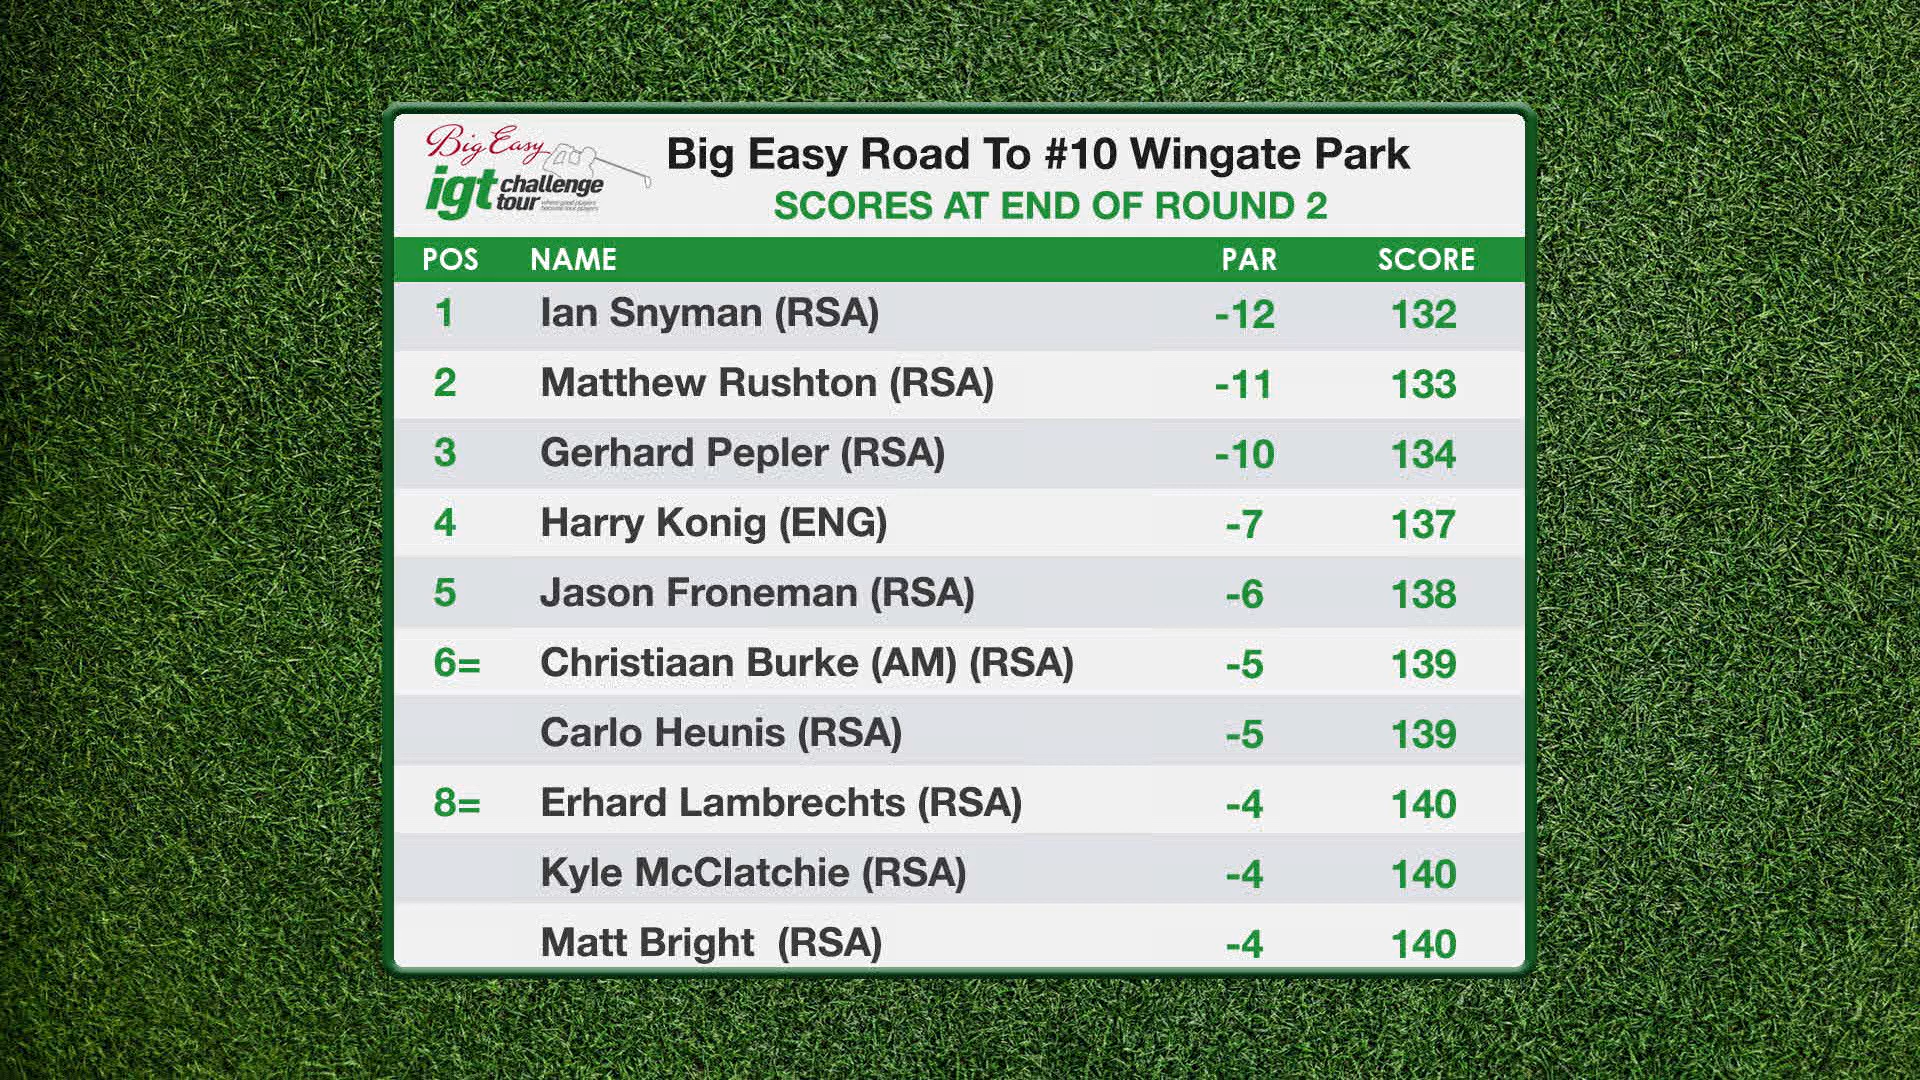 Big Easy
igt challenge
tour
Big Easy Road To #10 Wingate Park
SCORES AT END OF ROUND 2
POS NAME PAR SCORE
1 Ian Snyman (RSA) -12 132
2 Matthew Rushton (RSA) -11 133
3 Gerhard Pepler (RSA) -10 134
4 Harry Konig (ENG) -7 137
5 Jason Froneman (RSA) -6 138
6= Christiaan Burke (AM) (RSA) -5 139
Carlo Heunis (RSA) -5 139
8= Erhard Lambrechts (RSA) -4 140
Kyle McClatchie (RSA) -4 140
Matt Bright (RSA) -4 140